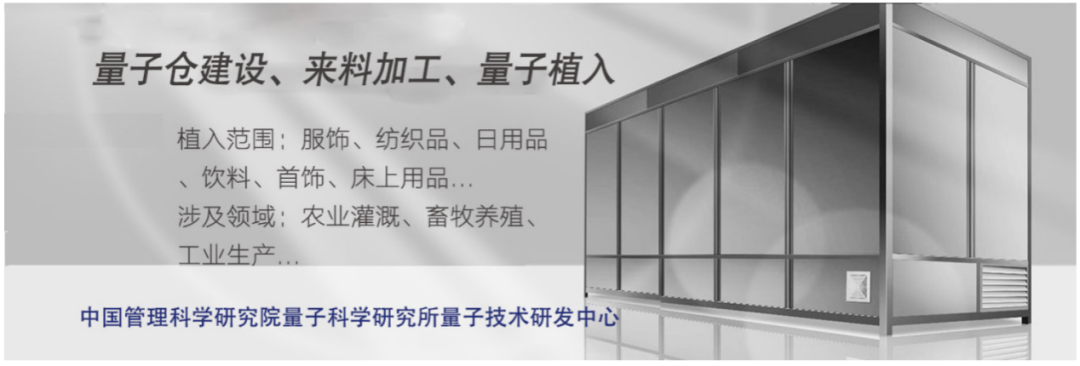 量子仓建设、来料加工、量子植入
植入范围；服饰、纺织品、日用品
、饮料、首饰、床上用品...
涉及领域；农业灌溉、畜牧养殖、
工业生产...
中国管理科学研究院量子科学研究所量子技术研发中心